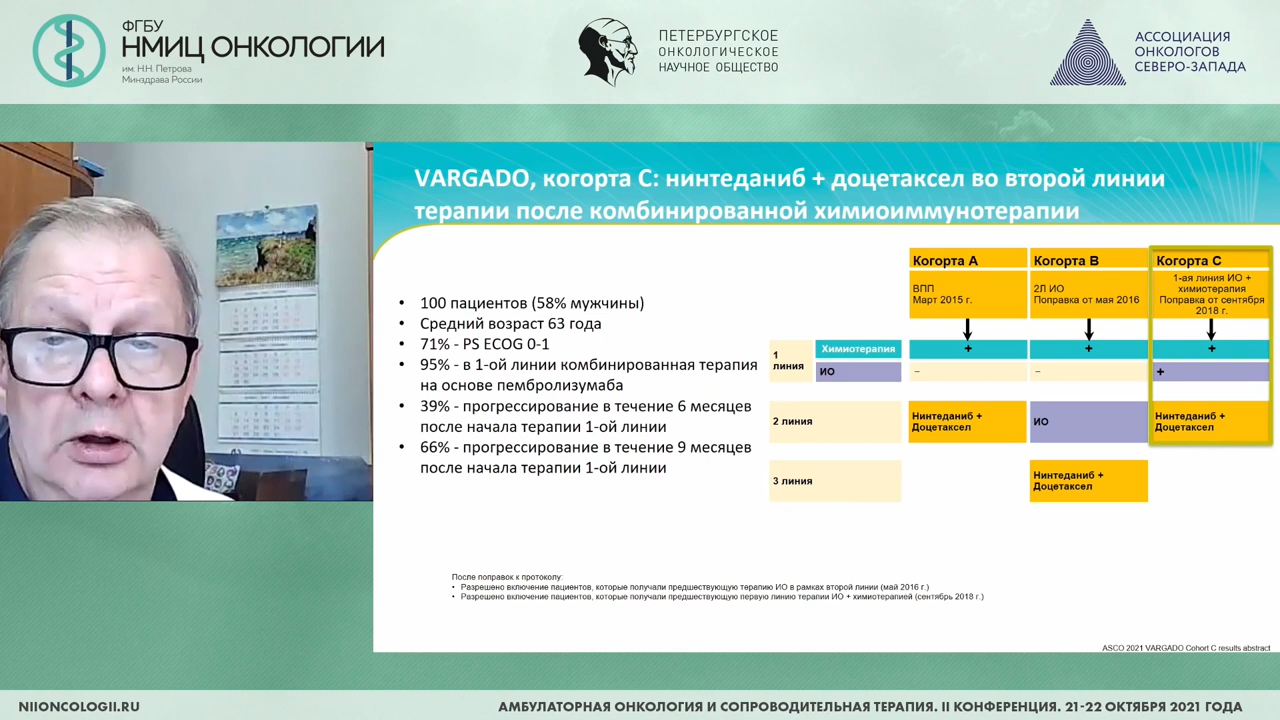 ФГБУ
НМИЦ ОНКОЛОГИИ
им. Н.Н. Петрова
Минздрава России
ПЕТЕРБУРГСКОЕ
ОНКОЛОГИЧЕСКОЕ
НАУЧНОЕ ОБЩЕСТВО
АССОЦИАЦИЯ
ОНКОЛОГОВ
СЕВЕРО-ЗАПАДА
VARGADO, когорта С: нинтеданиб + доцетаксел во второй линии
терапии после комбинированной химиоиммунотерапии
• 100 пациентов (58% мужчины)
• Средний возраст 63 года
• 71% - PS ECOG 0-1
• 95% - в 1-ой линии комбинированная терапия
на основе пембролизумаба
• 39% - прогрессирование в течение 6 месяцев
после начала терапии 1-ой линии
• 66% - прогрессирование в течение 9 месяцев
после начала терапии 1-ой линии
Когорта А
Когорта В
Когорта С
ВПП
Март 2015 г.
2Л ИО
Поправка от мая 2016
1-ая линия ИО +
химиотерапия
Поправка от сентября
2018 г.
1
линия
Химиотерапия
+
+
+
ИО
–
–
+
2 линия
Нинтеданиб +
Доцетаксел
ИО
Нинтеданиб +
Доцетаксел
3 линия
Нинтеданиб +
Доцетаксел
После поправок к протоколу:
• Разрешено включение пациентов, которые получали предшествующую терапию ИО в рамках второй линии (май 2016 г.)
• Разрешено включение пациентов, которые получали предшествующую первую линию терапии ИО + химиотерапией (сентябрь 2018 г.)
ASCO 2021 VARGADO Cohort C results abstract
NIIONCOLOGII.RU
АМБУЛАТОРНАЯ ОНКОЛОГИЯ И СОПРОВОДИТЕЛЬНАЯ ТЕРАПИЯ. II КОНФЕРЕНЦИЯ. 21-22 ОКТЯБРЯ 2021 ГОДА